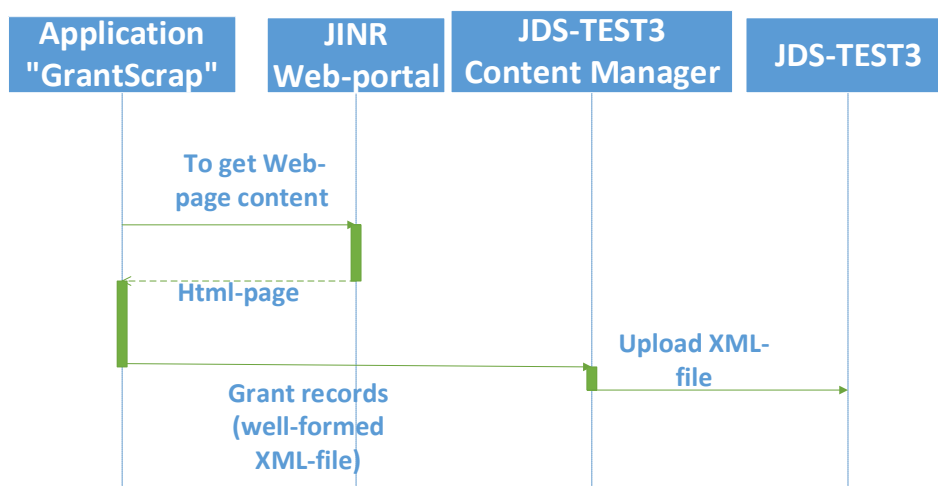 Application
"GrantScrap"
JINR
Web-portal
JDS-TEST3
Content Manager
JDS-TEST3
To get Web-
page content
Html-page
Upload XML-
file
Grant records
(well-formed
XML-file)